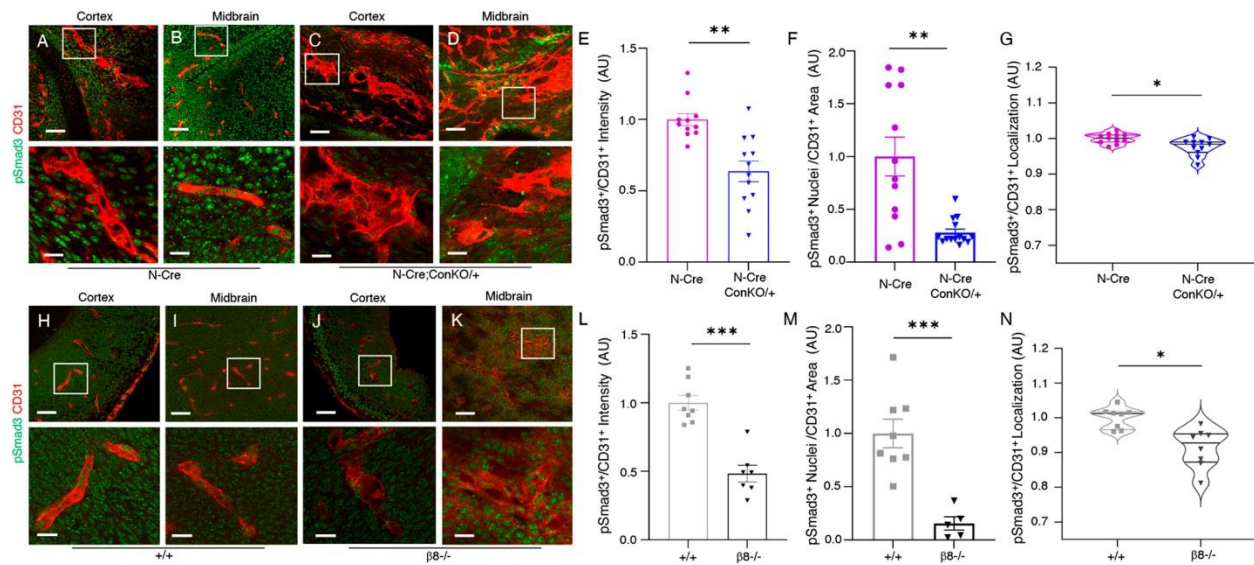 Cortex Midbrain Cortex Midbrain
A B C D
pSmad3 CD31
N-Cre N-Cre;ConKO/+
E
**
pSmad3⁺/CD31⁺ Intensity (AU)
1.5
1.0
0.5
0.0
N-Cre N-Cre
ConKO/+
F
**
pSmad3⁺ Nuclei /CD31⁺ Area (AU)
2.0
1.5
1.0
0.5
0.0
N-Cre N-Cre
ConKO/+
G
*
pSmad3⁺/CD31⁺ Localization (AU)
1.2
1.1
1.0
0.9
0.8
0.7
N-Cre N-Cre
ConKO/+
Cortex Midbrain Cortex Midbrain
H I J K
pSmad3 CD31
+/+ β8-/-
L
***
pSmad3⁺/CD31⁺ Intensity (AU)
1.5
1.0
0.5
0.0
+/+ β8-/-
M
***
pSmad3⁺ Nuclei /CD31⁺ Area (AU)
2.0
1.5
1.0
0.5
0.0
+/+ β8-/-
N
*
pSmad3⁺/CD31⁺ Localization (AU)
1.2
1.1
1.0
0.9
0.8
0.7
+/+ β8-/-